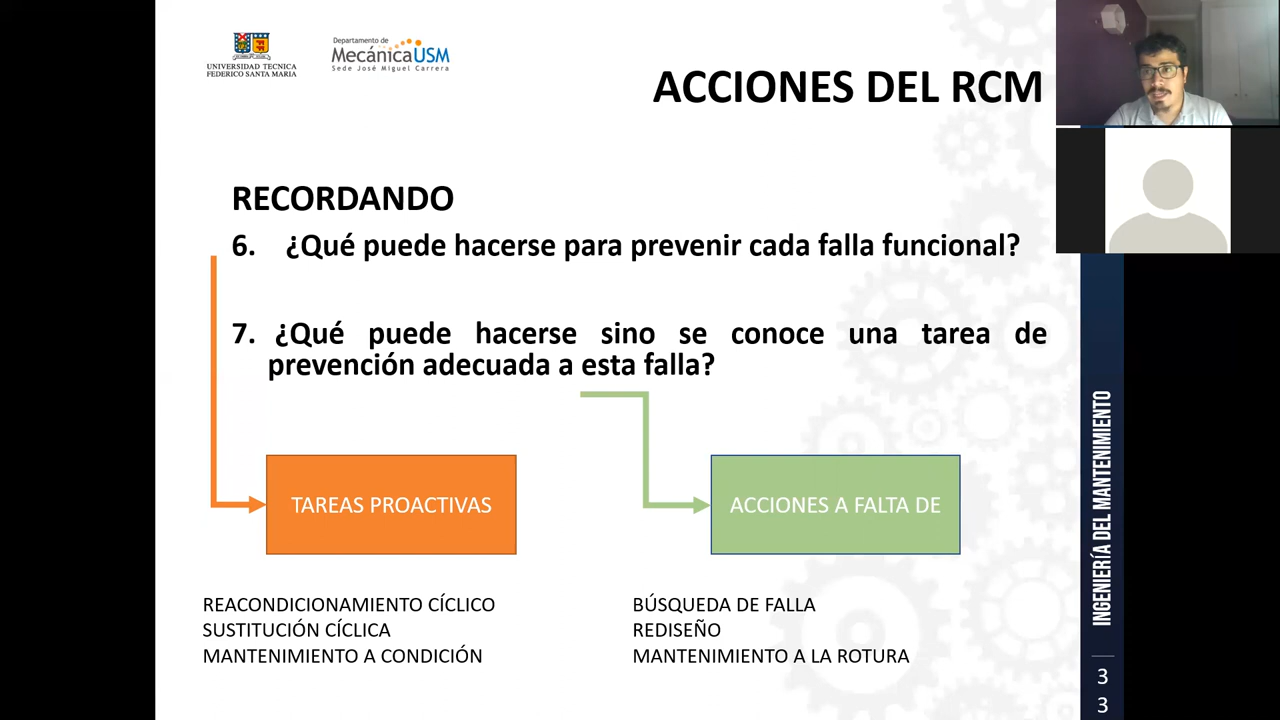 UNIVERSIDAD TECNICA
FEDERICO SANTA MARIA
Departamento de
MecánicaUSM
Sede José Miguel Carrera
ACCIONES DEL RCM
RECORDANDO
6. ¿Qué puede hacerse para prevenir cada falla funcional?
7. ¿Qué puede hacerse sino se conoce una tarea de
prevención adecuada a esta falla?
TAREAS PROACTIVAS
ACCIONES A FALTA DE
REACONDICIONAMIENTO CÍCLICO
SUSTITUCIÓN CÍCLICA
MANTENIMIENTO A CONDICIÓN
BÚSQUEDA DE FALLA
REDISEÑO
MANTENIMIENTO A LA ROTURA
INGENIERÍA DEL MANTENIMIENTO
3
3